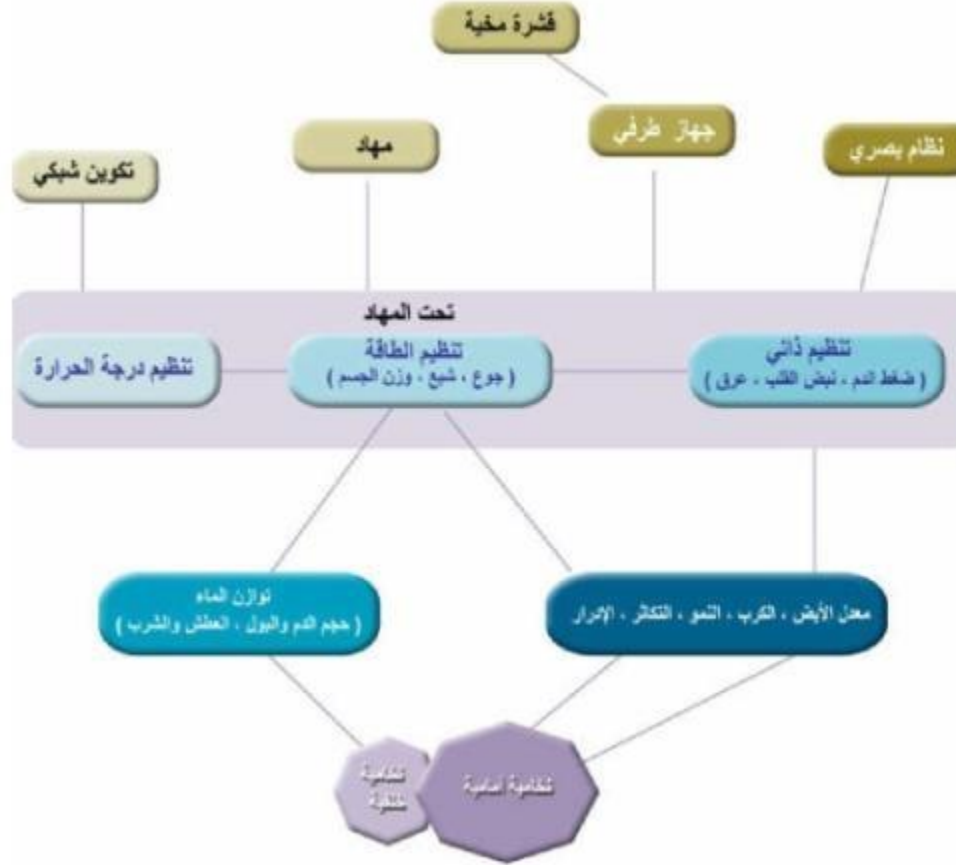 قشرة مخية
جهاز طرفي
نظام بصري
مهاد
تكوين شبكي
تحت المهاد
تنظيم ذاتي
( ضغط الدم ، نبض القلب ، عرق )
تنظيم الطاقة
( جوع ، شبع ، وزن الجسم )
تنظيم درجة الحرارة
معدل الأيض ، الكرب ، النمو ، التكاثر ، الإدرار
توازن الماء
( حجم الدم والبول ، العطش والشرب )
نخامية أمامية
نخامية
خلفية